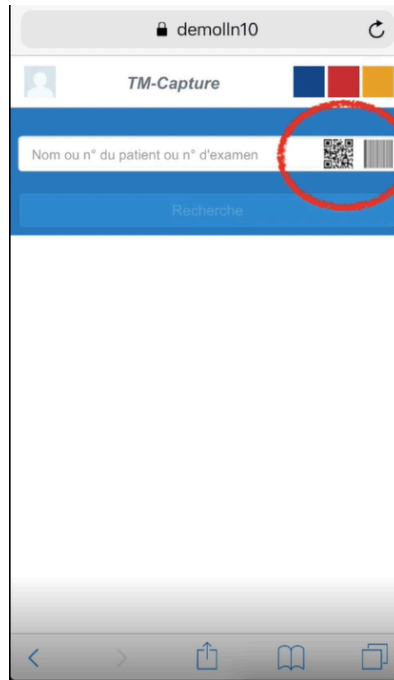 demolln10
TM-Capture
Nom ou n° du patient ou n° d'examen
Recherche